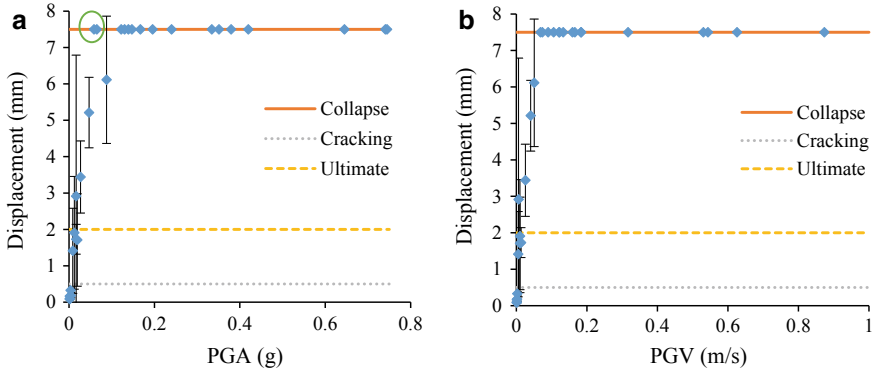 a
Displacement (mm)
8
7
6
5
4
3
2
1
0
0
0.2
0.4
0.6
0.8
PGA (g)
Collapse
Cracking
Ultimate
b
Displacement (mm)
8
7
6
5
4
3
2
1
0
0
0.2
0.4
0.6
0.8
1
PGV (m/s)
Collapse
Cracking
Ultimate